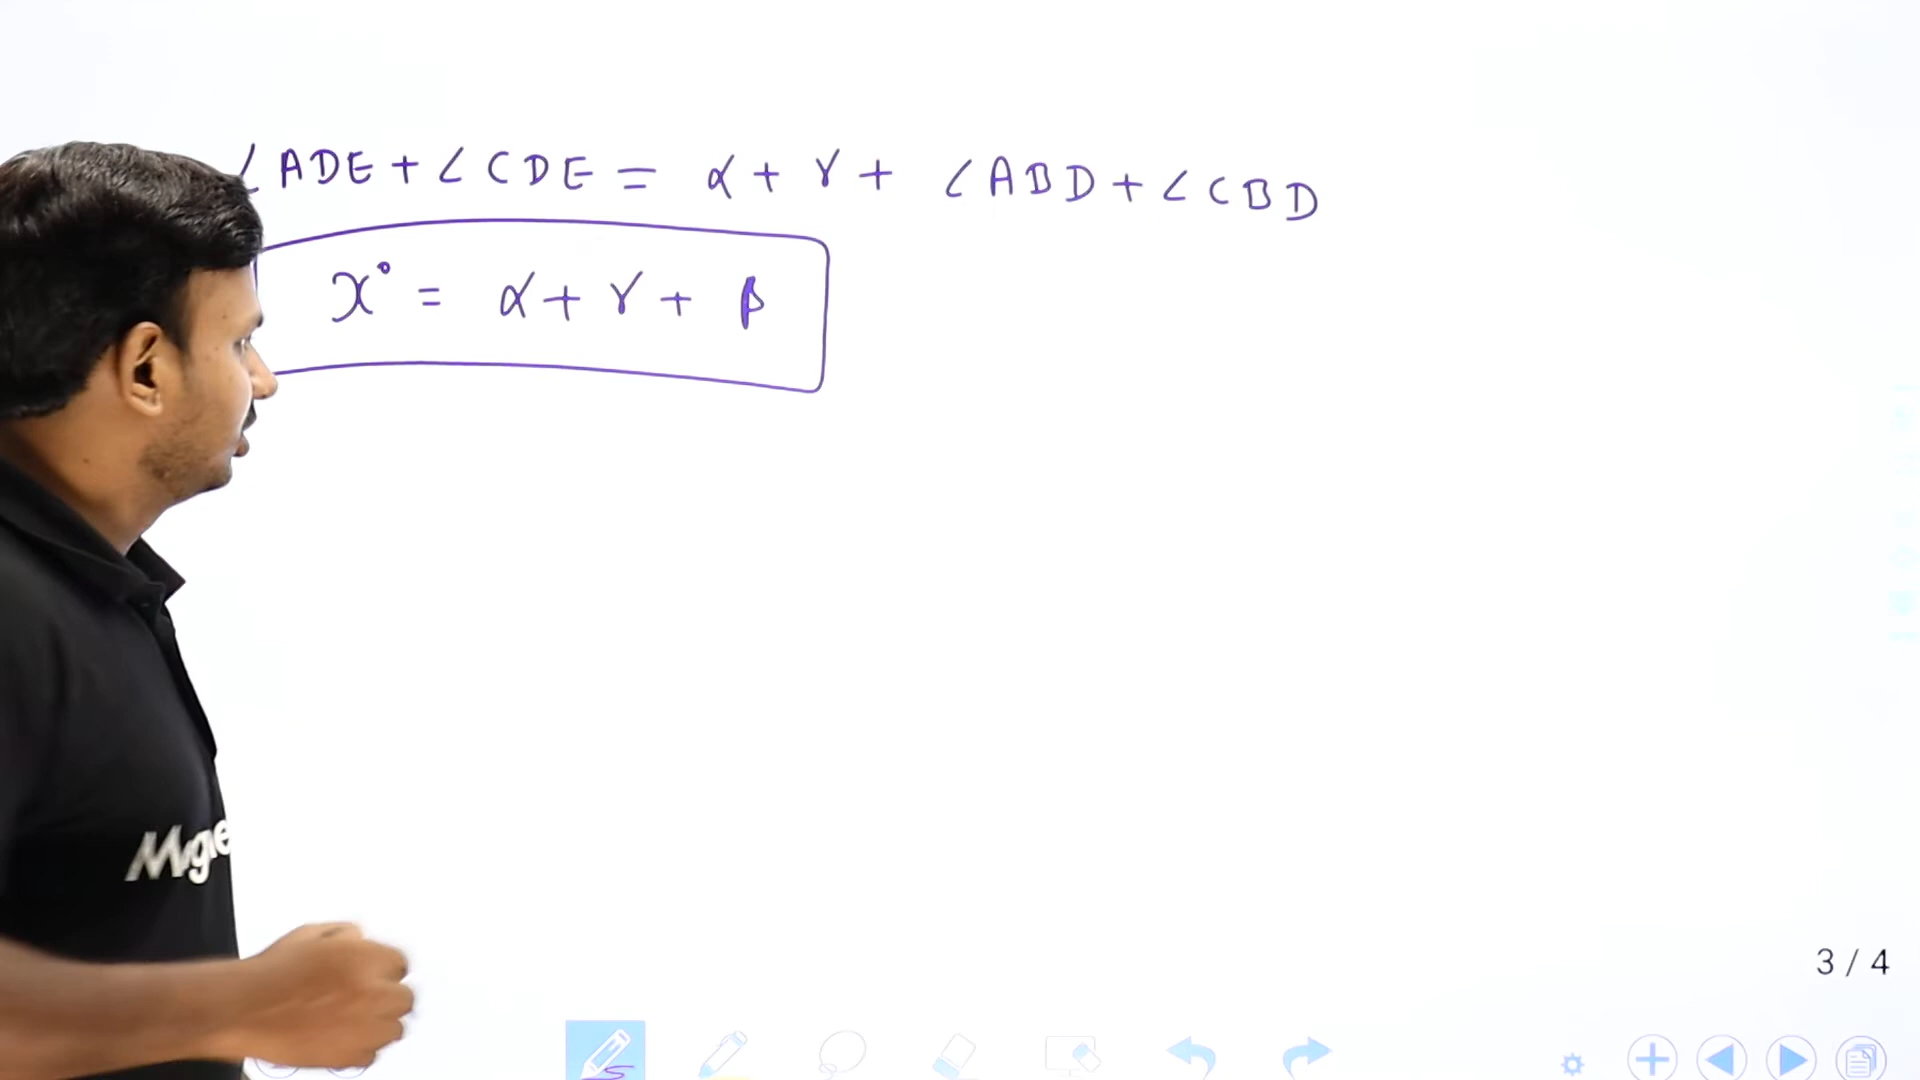 ∠ADE + ∠CDE = α + γ + ∠ABD + ∠CBD
x° = α + γ + β
3 / 4